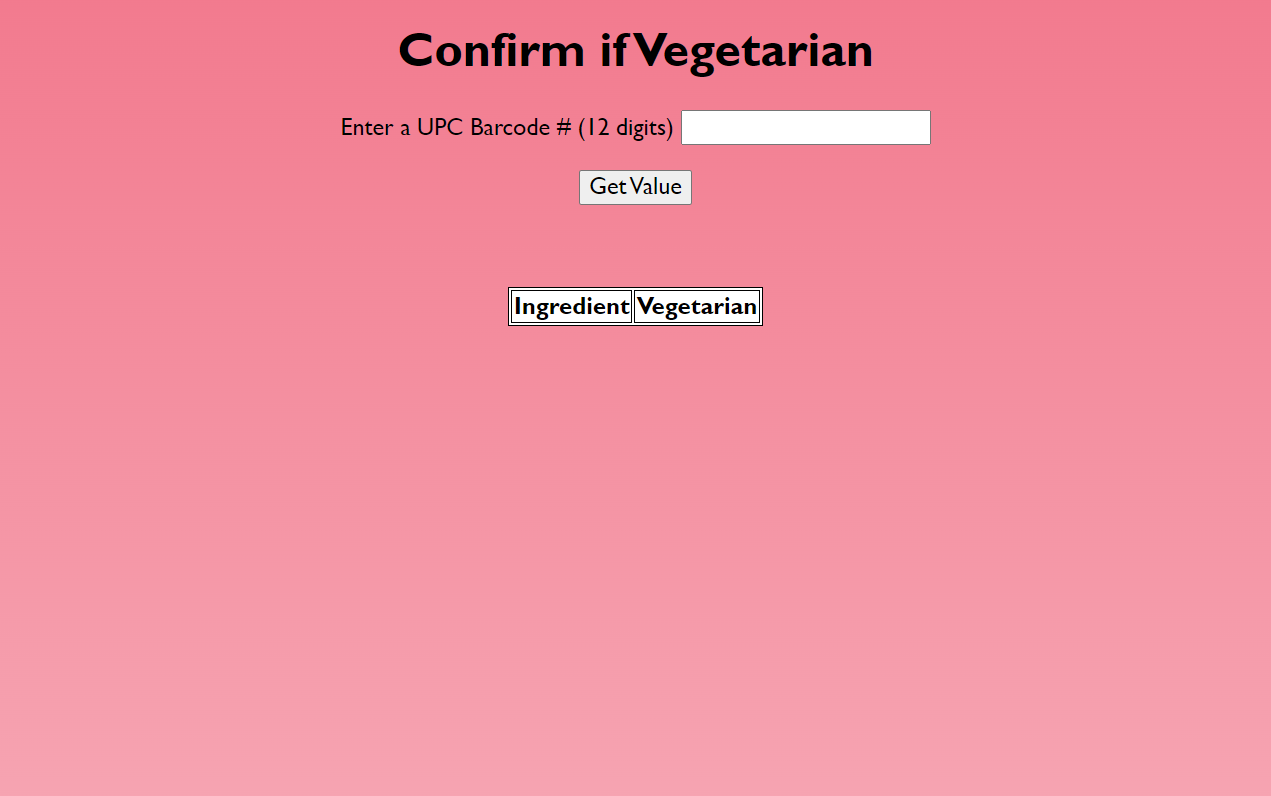 Confirm if Vegetarian
Enter a UPC Barcode # (12 digits)
Get Value
Ingredient Vegetarian